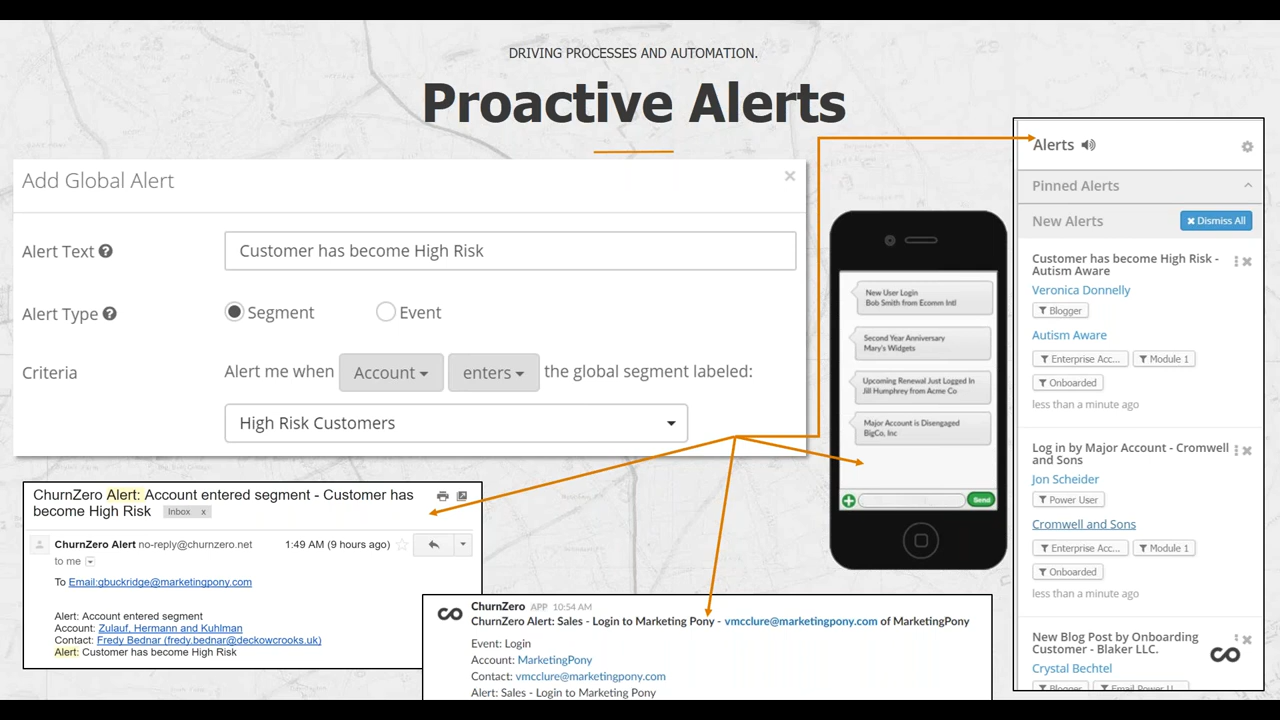 DRIVING PROCESSES AND AUTOMATION.
Proactive Alerts
Add Global Alert
×
Alert Text ?
Customer has become High Risk
Alert Type ?
Segment
Event
Criteria
Alert me when Account enters the global segment labeled:
High Risk Customers
ChurnZero Alert: Account entered segment - Customer has
become High Risk Inbox x
ChurnZero Alert no-reply@churnzero.net 1:49 AM (9 hours ago)
to me
To Email:gbuckridge@marketingpony.com
Alert: Account entered segment
Account: Zulauf, Hermann and Kuhlman
Contact: Fredy Bednar (fredy.bednar@deckowcrooks.uk)
Alert: Customer has become High Risk
ChurnZero APP 10:54 AM
ChurnZero Alert: Sales - Login to Marketing Pony - vmcclure@marketingpony.com of MarketingPony
Event: Login
Account: MarketingPony
Contact: vmcclure@marketingpony.com
Alert: Sales - Login to Marketing Pony
New User Login
Bob Smith from Ecomm Intl
Second Year Anniversary
Mary's Widgets
Upcoming Renewal Just Logged In
Jill Humphrey from Acme Co
Major Account is Disengaged
BigCo, Inc
Send
Alerts
Pinned Alerts
New Alerts
Dismiss All
Customer has become High Risk -
Autism Aware
Veronica Donnelly
Blogger
Autism Aware
Enterprise Acc... Module 1
Onboarded
less than a minute ago
Log in by Major Account - Cromwell
and Sons
Jon Scheider
Power User
Cromwell and Sons
Enterprise Acc... Module 1
Onboarded
less than a minute ago
New Blog Post by Onboarding
Customer - Blaker LLC.
Crystal Bechtel
Blogger Email Power U...